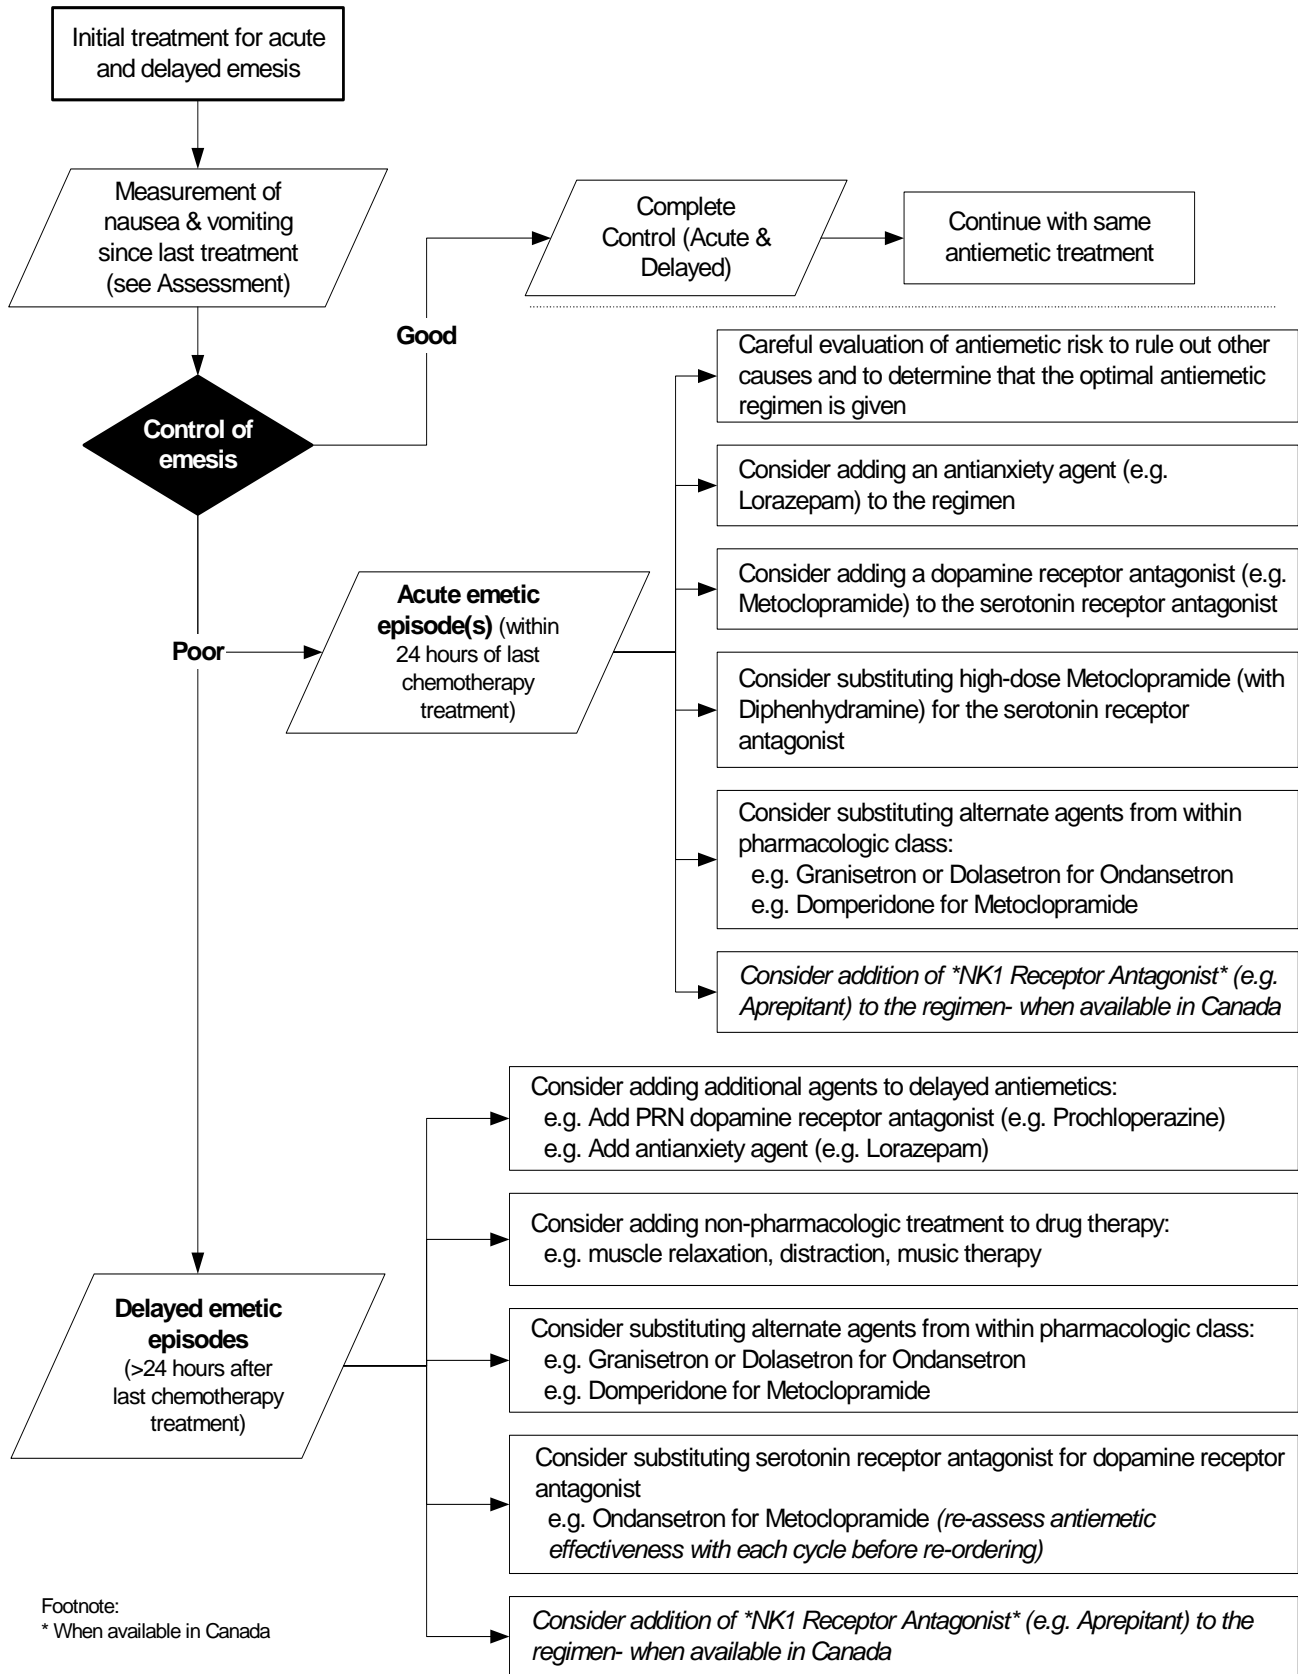 Initial treatment for acute
and delayed emesis
Measurement of
nausea & vomiting
since last treatment
(see Assessment)
Complete
Control (Acute &
Delayed)
Continue with same
antiemetic treatment
Good
Control of
emesis
Careful evaluation of antiemetic risk to rule out other
causes and to determine that the optimal antiemetic
regimen is given
Consider adding an antianxiety agent (e.g.
Lorazepam) to the regimen
Consider adding a dopamine receptor antagonist (e.g.
Metoclopramide) to the serotonin receptor antagonist
Poor
Acute emetic
episode(s) (within
24 hours of last
chemotherapy
treatment)
Consider substituting high-dose Metoclopramide (with
Diphenhydramine) for the serotonin receptor
antagonist
Consider substituting alternate agents from within
pharmacologic class:
e.g. Granisetron or Dolasetron for Ondansetron
e.g. Domperidone for Metoclopramide
Consider addition of *NK1 Receptor Antagonist* (e.g.
Aprepitant) to the regimen- when available in Canada
Delayed emetic
episodes
(>24 hours after
last chemotherapy
treatment)
Consider adding additional agents to delayed antiemetics:
e.g. Add PRN dopamine receptor antagonist (e.g. Prochloperazine)
e.g. Add antianxiety agent (e.g. Lorazepam)
Consider adding non-pharmacologic treatment to drug therapy:
e.g. muscle relaxation, distraction, music therapy
Consider substituting alternate agents from within pharmacologic class:
e.g. Granisetron or Dolasetron for Ondansetron
e.g. Domperidone for Metoclopramide
Consider substituting serotonin receptor antagonist for dopamine receptor
antagonist
e.g. Ondansetron for Metoclopramide (re-assess antiemetic
effectiveness with each cycle before re-ordering)
Consider addition of *NK1 Receptor Antagonist* (e.g. Aprepitant) to the
regimen- when available in Canada
Footnote:
* When available in Canada